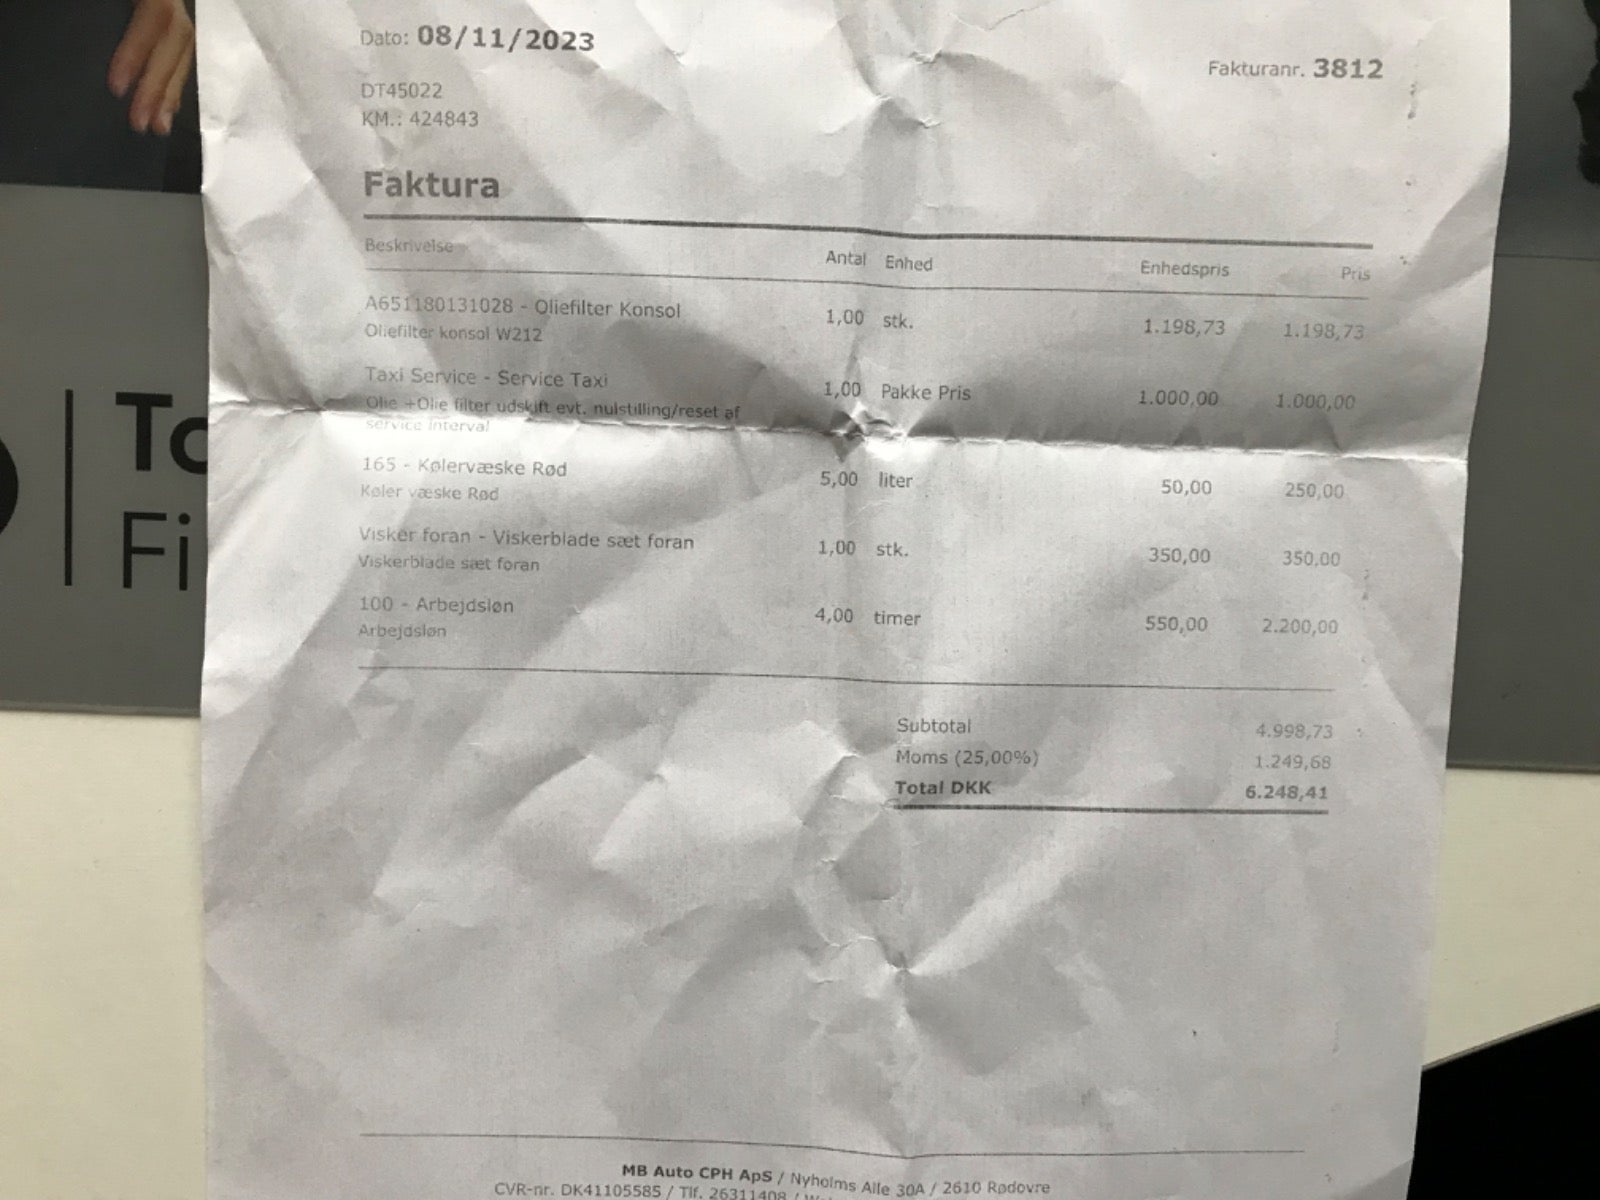 Dato: 08/11/2023
Fakturanr. 3812
DT45022
KM.: 424843
Faktura
Beskrivelse Antal Enhed Enhedspris Pris
A651180131028 - Oliefilter Konsol 1,00 stk. 1.198,73 1.198,73
Oliefilter konsol W212
Taxi Service - Service Taxi 1,00 Pakke Pris 1.000,00 1.000,00
Olie +Olie filter udskift evt. nulstilling/reset af
service interval
165 - Kølervæske Rød 5,00 liter 50,00 250,00
Køler væske Rød
Visker foran - Viskerblade sæt foran 1,00 stk. 350,00 350,00
Viskerblade sæt foran
100 - Arbejdsløn 4,00 timer 550,00 2.200,00
Arbejdsløn
Subtotal 4.998,73
Moms (25,00%) 1.249,68
Total DKK 6.248,41
MB Auto CPH ApS / Nyholms Alle 30A / 2610 Rødovre
CVR-nr. DK41105585 / Tlf. 26311408 /
Fi